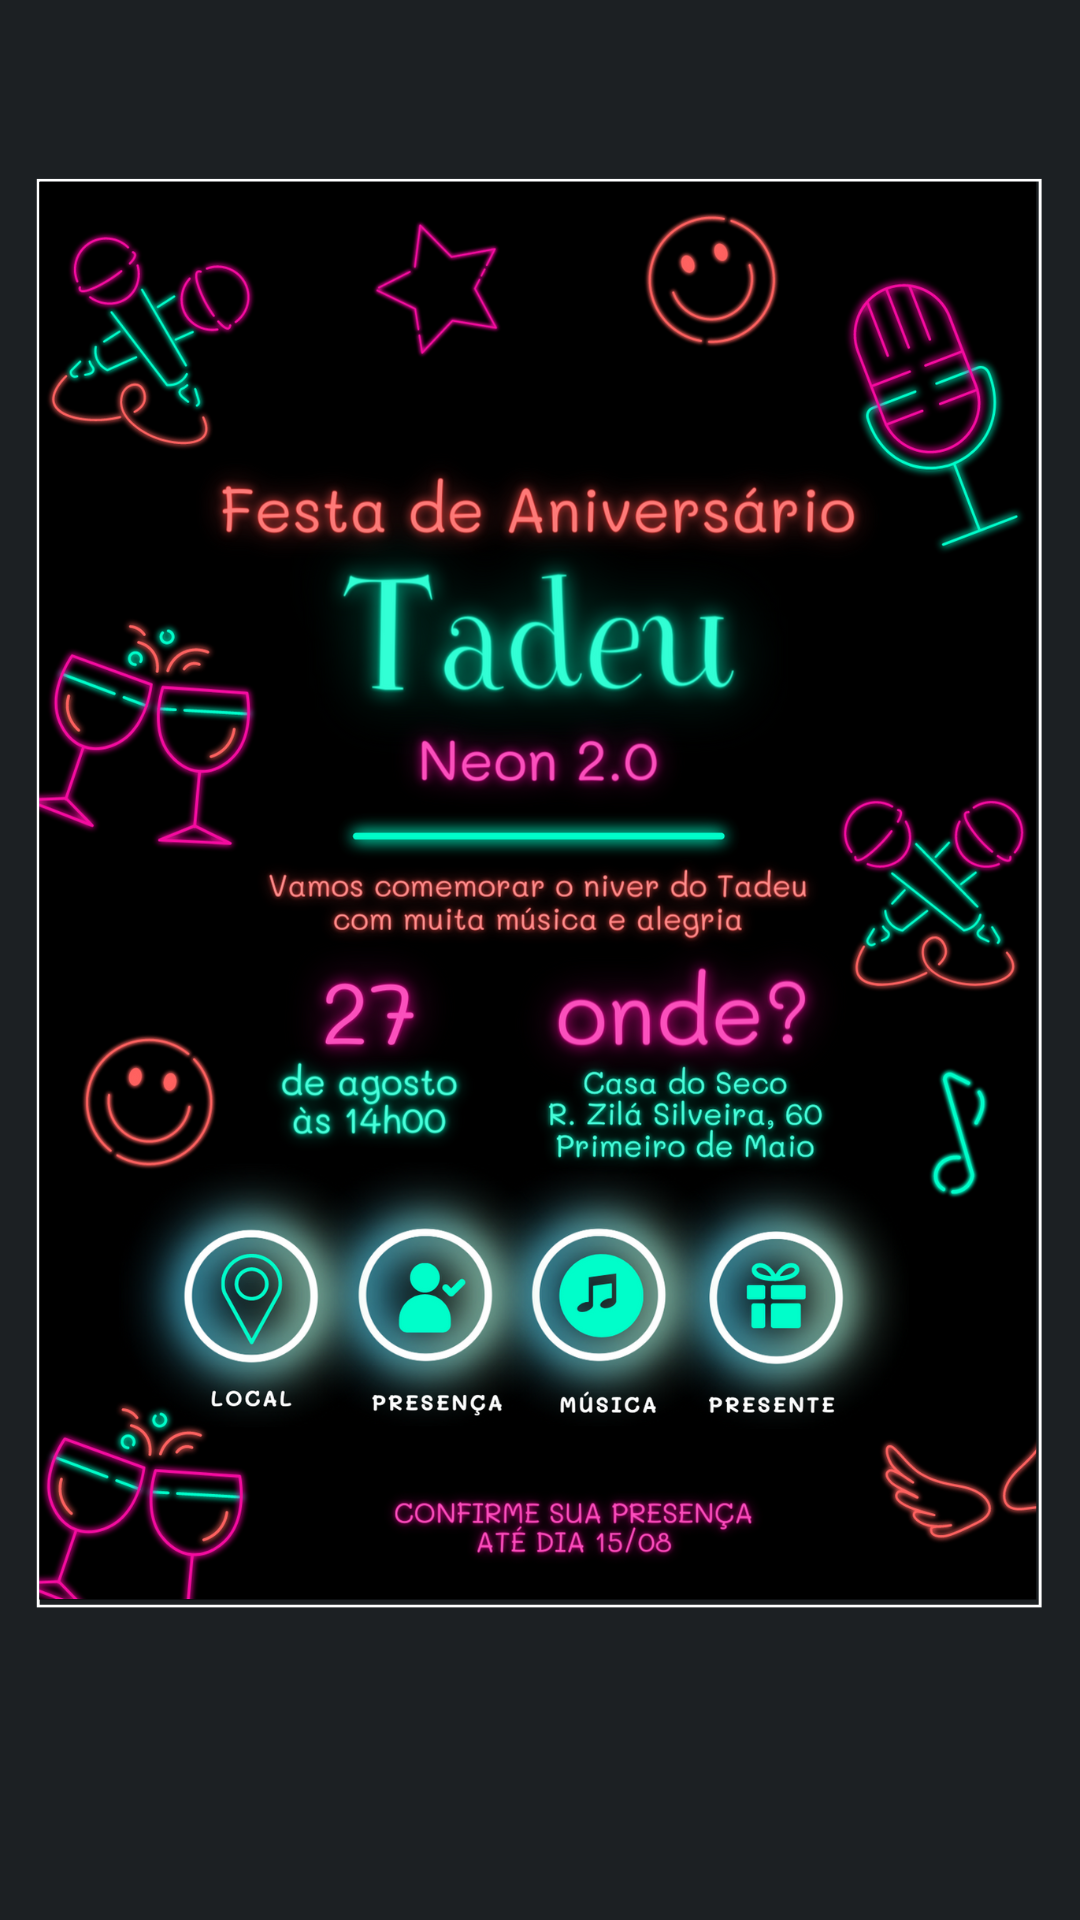 Festa de Aniversário
Tadeu
Neon 2.0
Vamos comemorar o niver do Tadeu
com muita música e alegria
27
de agosto
às 14h00
onde?
Casa do Seco
R. Zilá Silveira, 60
Primeiro de Maio
LOCAL
PRESENÇA
MÚSICA
PRESENTE
CONFIRME SUA PRESENÇA
ATÉ DIA 15/08